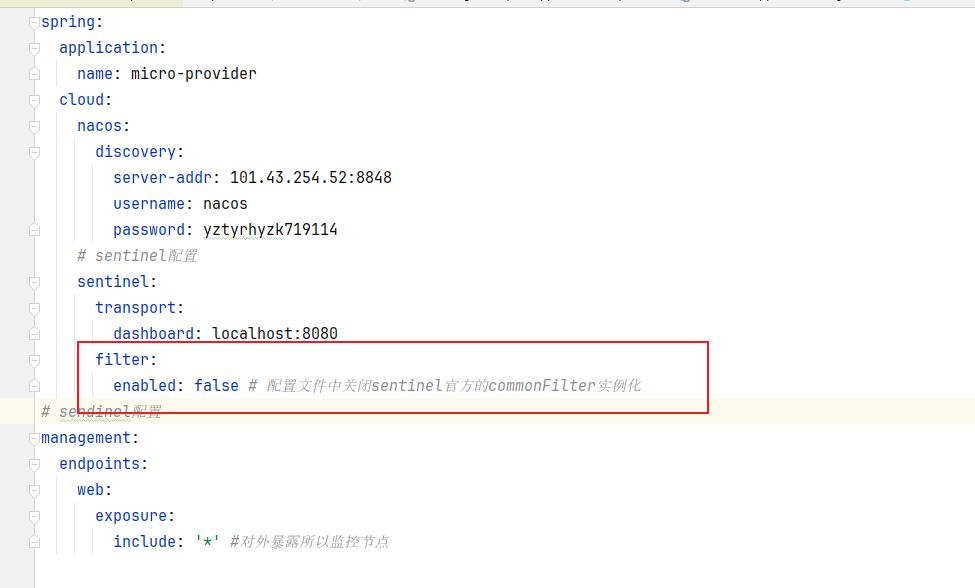 spring:
  application:
    name: micro-provider
  cloud:
    nacos:
      discovery:
        server-addr: 101.43.254.52:8848
        username: nacos
        password: yztyrhyzk719114
    # sentinel配置
    sentinel:
      transport:
        dashboard: localhost:8080
      filter:
        enabled: false # 配置文件中关闭sentinel官方的commonFilter实例化
# sendinel配置
management:
  endpoints:
    web:
      exposure:
        include: '*' #对外暴露所以监控节点